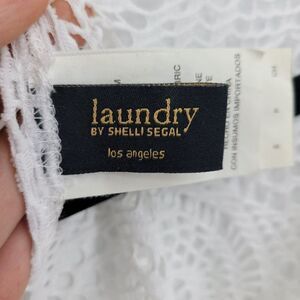 laundry
BY SHELLI SEGAL
los angeles
CON INSUMOS IMPORTADOS